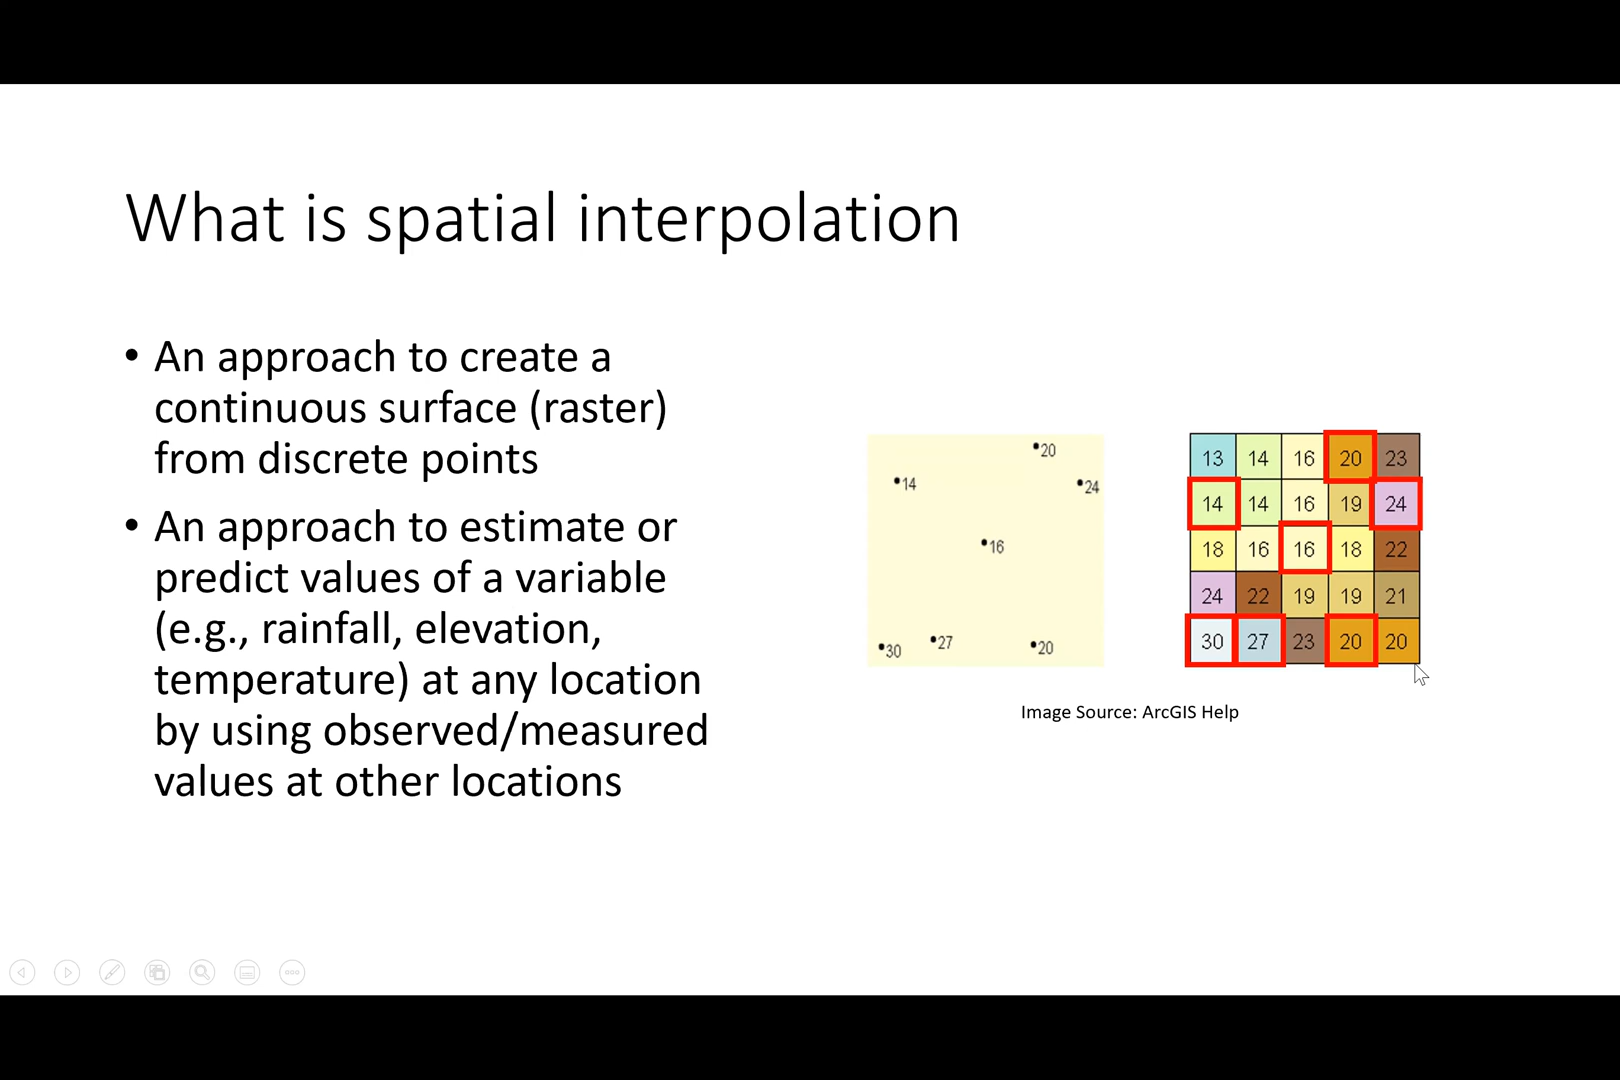 What is spatial interpolation
• An approach to create a
continuous surface (raster)
from discrete points
• An approach to estimate or
predict values of a variable
(e.g., rainfall, elevation,
temperature) at any location
by using observed/measured
values at other locations
20
14
24
16
30
27
20
13 14 16 20 23
14 14 16 19 24
18 16 16 18 22
24 22 19 19 21
30 27 23 20 20
Image Source: ArcGIS Help